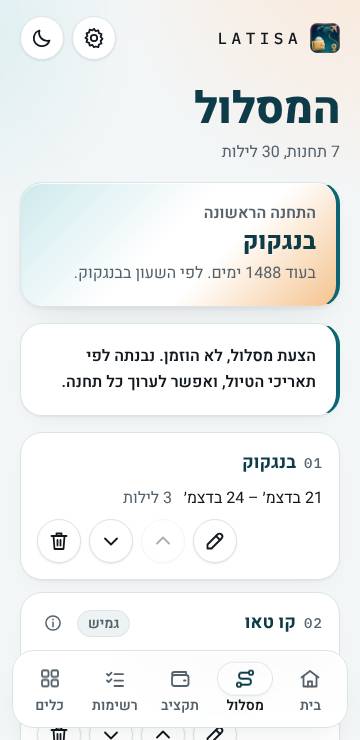 LATISA
המסלול
7 תחנות, 30 לילות
התחנה הראשונה
בנגקוק
בעוד 1488 ימים. לפי השעון בבנגקוק.
הצעת מסלול, לא הוזמן. נבנתה לפי
תאריכי הטיול, ואפשר לערוך כל תחנה.
01 בנגקוק
21 בדצמ׳ – 24 בדצמ׳ 3 לילות
02 קו טאו גמיש
בית מסלול תקציב רשימות כלים